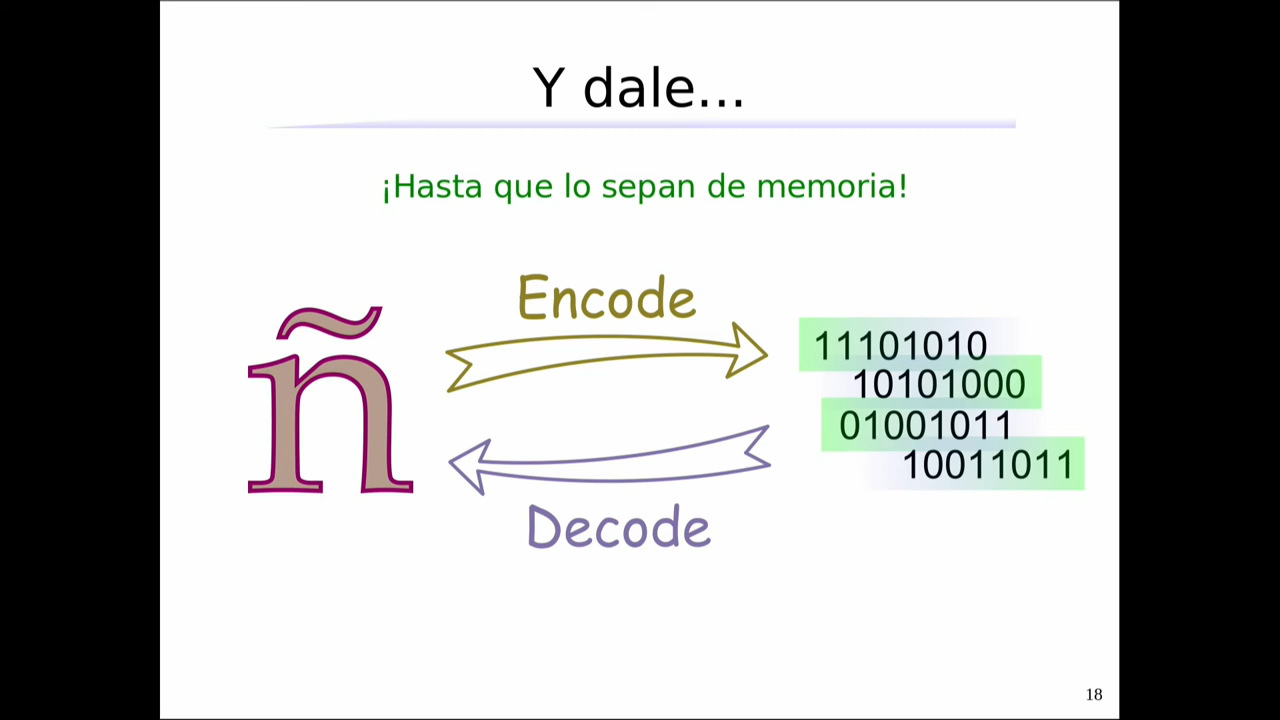 Y dale...
¡Hasta que lo sepan de memoria!
Encode
ñ
11101010
10101000
01001011
10011011
Decode
18